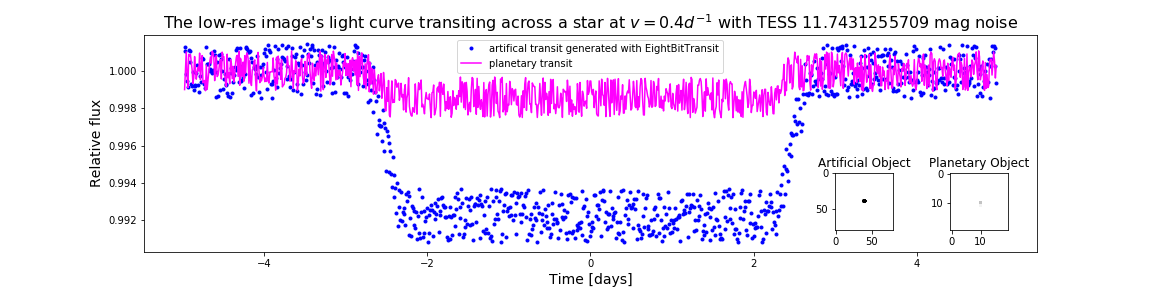 The low-res image's light curve transiting across a star at v = 0.4d⁻¹ with TESS 11.7431255709 mag noise
artifical transit generated with EightBitTransit
planetary transit
Relative flux
1.000
0.998
0.996
0.994
0.992
Artificial Object
0
50
0 50
Planetary Object
0
10
0 10
−4 −2 0 2 4
Time [days]